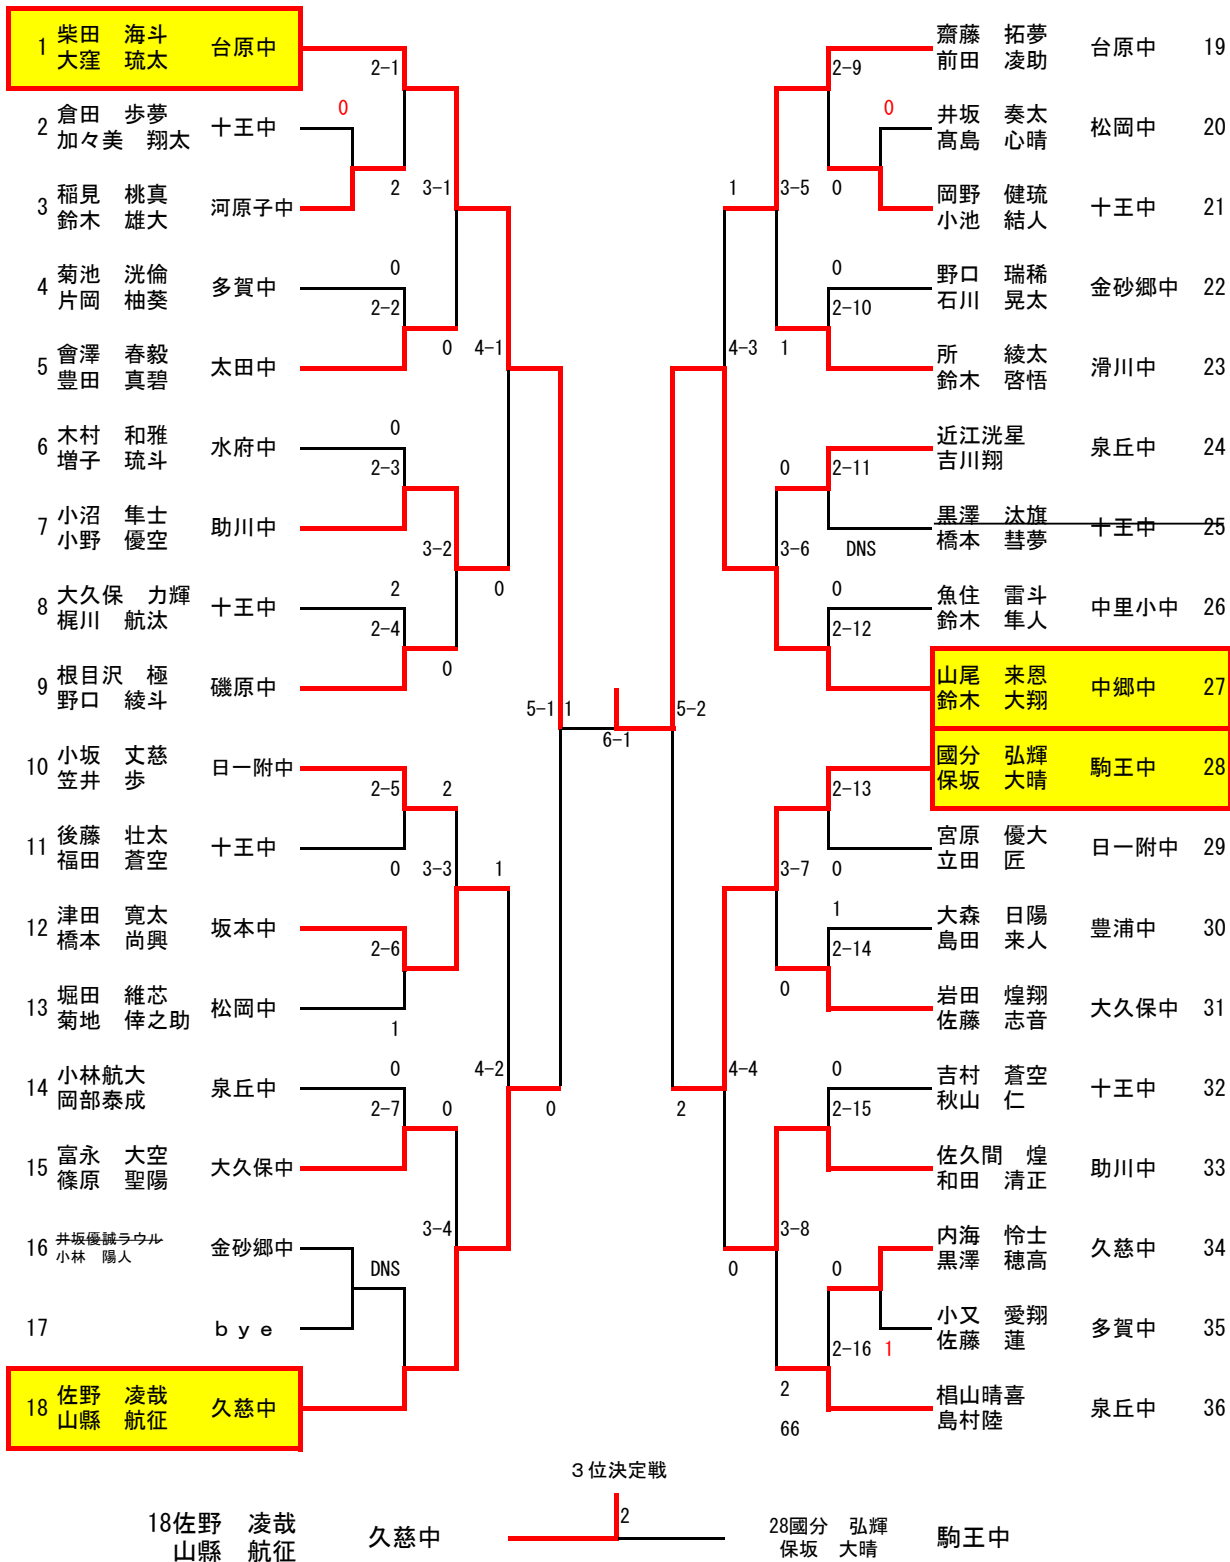 1 柴田　海斗 台原中
大窪　琉太
2-1
2 倉田　歩夢 十王中
加々美　翔太
0
3 稲見　桃真 河原子中
鈴木　雄大
2
3-1
4 菊池　洸倫 多賀中
片岡　柚葵
0
2-2
5 會澤　春毅 太田中
豊田　真碧
0
4-1
6 木村　和雅 水府中
増子　琉斗
0
2-3
7 小沼　隼士 助川中
小野　優空
3-2
8 大久保　力輝 十王中
梶川　航汰
2
0
2-4
9 根目沢　極 磯原中
野口　綾斗
0
5-1
1
10 小坂　丈慈 日一附中
笠井　歩
2-5
2
11 後藤　壮太 十王中
福田　蒼空
0
3-3
1
12 津田　寛太 坂本中
橋本　尚興
2-6
13 堀田　維芯 松岡中
菊地　倖之助
1
14 小林航大 泉丘中
岡部泰成
0
4-2
2-7
0
0
15 富永　大空 大久保中
篠原　聖陽
3-4
16 井坂優誠ラウル 金砂郷中
小林　陽人
DNS
17 ｂｙｅ
18 佐野　凌哉 久慈中
山縣　航征
6-1
齋藤　拓夢 台原中 19
前田　凌助
2-9
井坂　奏太 松岡中 20
髙島　心晴
0
岡野　健琉 十王中 21
小池　結人
1
3-5
0
野口　瑞稀 金砂郷中 22
石川　晃太
0
2-10
所　　綾太 滑川中 23
鈴木　啓悟
4-3
1
近江洸星 泉丘中 24
吉川翔
0
2-11
黒澤　汰旗 十王中 25
橋本　彗夢
3-6
DNS
魚住　雷斗 中里小中 26
鈴木　隼人
0
2-12
山尾　来恩 中郷中 27
鈴木　大翔
5-2
國分　弘輝 駒王中 28
保坂　大晴
2-13
宮原　優大 日一附中 29
立田　匠
3-7
0
大森　日陽 豊浦中 30
島田　来人
1
2-14
岩田　煌翔 大久保中 31
佐藤　志音
0
吉村　蒼空 十王中 32
秋山　仁
4-4
0
2
2-15
佐久間　煌 助川中 33
和田　清正
3-8
内海　怜士 久慈中 34
黒澤　穂高
0
0
小又　愛翔 多賀中 35
佐藤　蓮
2-16
1
椙山晴喜 泉丘中 36
島村陸
2
66
３位決定戦
18佐野　凌哉 久慈中
山縣　航征
2
28國分　弘輝 駒王中
保坂　大晴